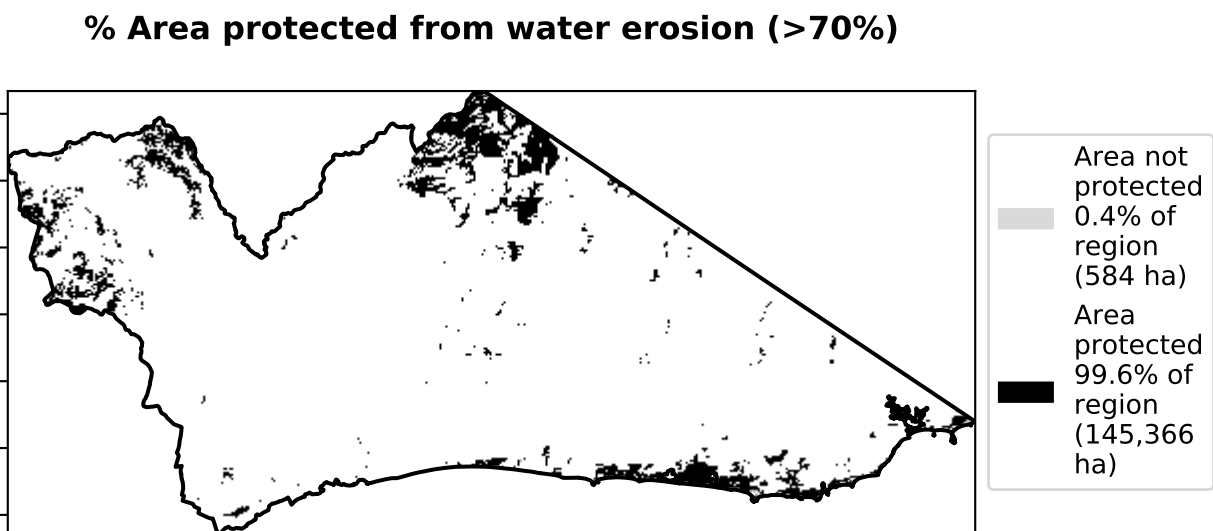 % Area protected from water erosion (>70%)
Area not
protected
0.4% of
region
(584 ha)
Area
protected
99.6% of
region
(145,366
ha)